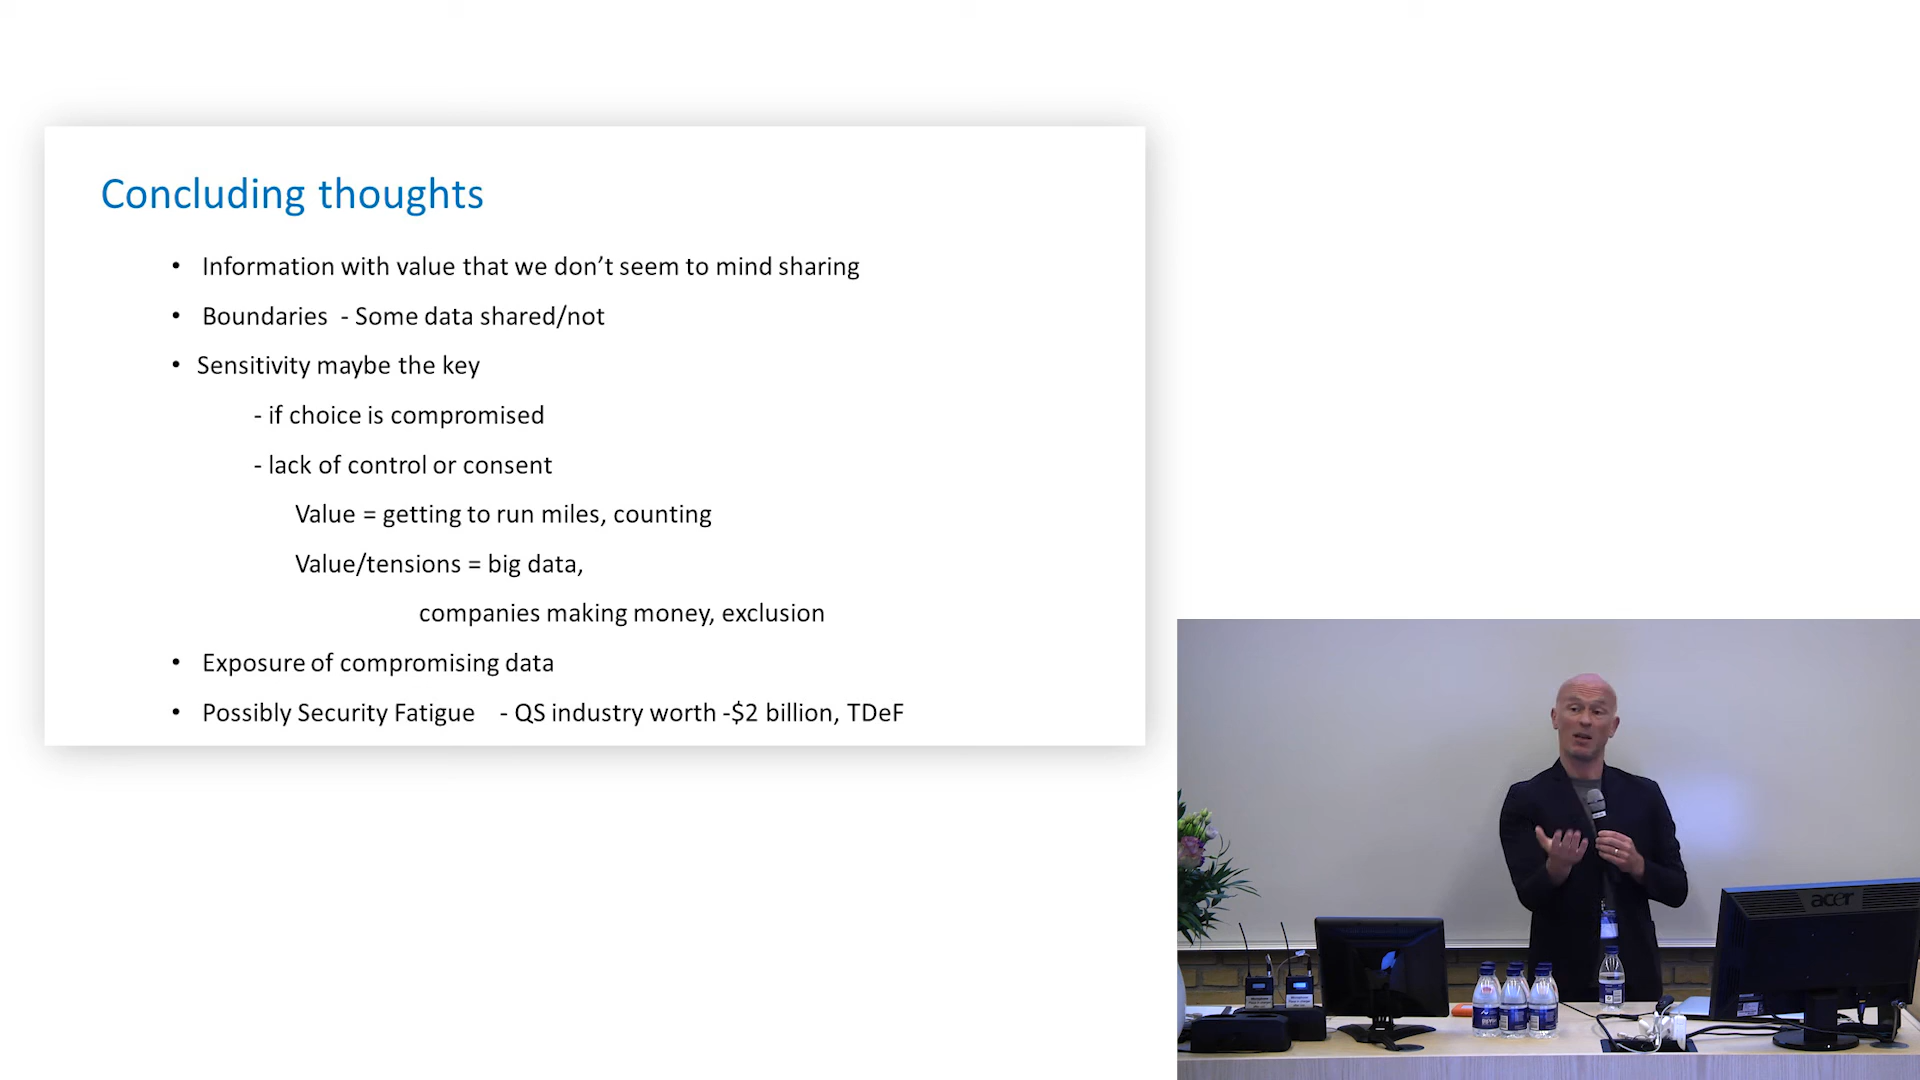 Concluding thoughts
• Information with value that we don’t seem to mind sharing
• Boundaries - Some data shared/not
• Sensitivity maybe the key
- if choice is compromised
- lack of control or consent
Value = getting to run miles, counting
Value/tensions = big data,
companies making money, exclusion
• Exposure of compromising data
• Possibly Security Fatigue - QS industry worth -$2 billion, TDeF
acer